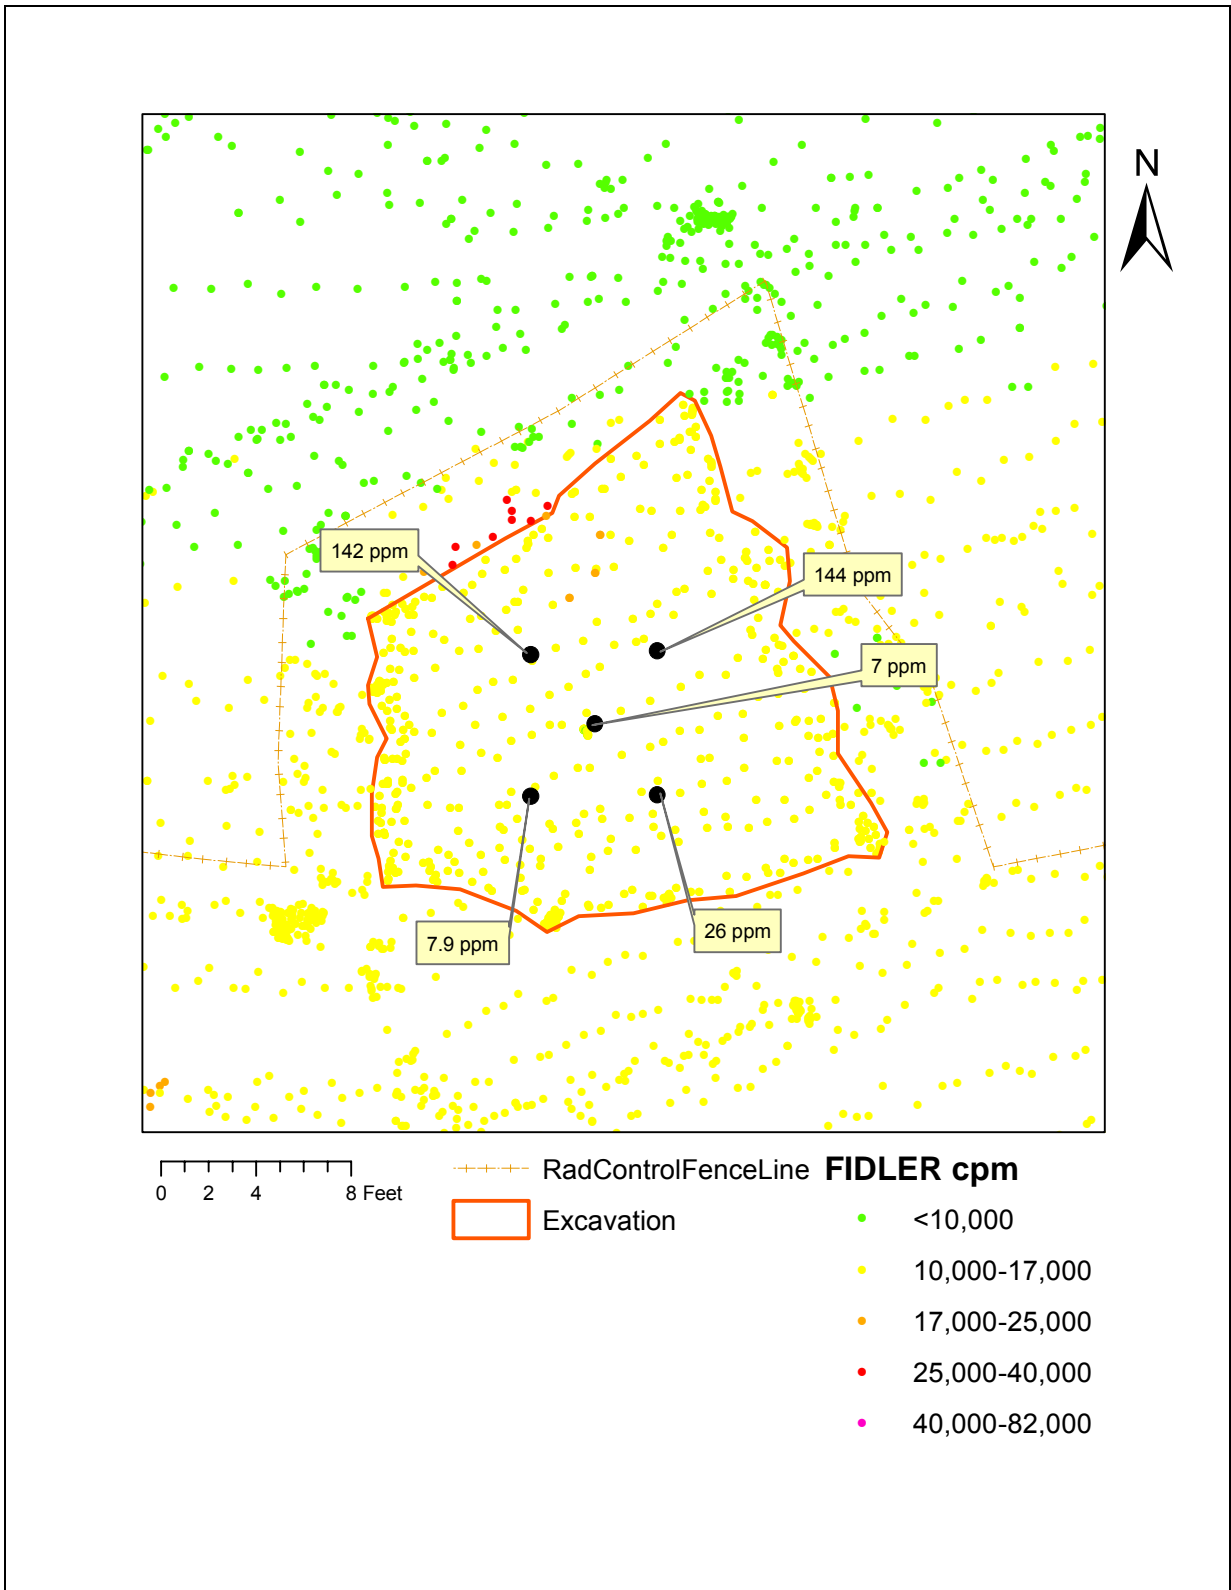 N
142 ppm
144 ppm
7 ppm
7.9 ppm
26 ppm
0 2 4 8 Feet
RadControlFenceLine
Excavation
FIDLER cpm
<10,000
10,000-17,000
17,000-25,000
25,000-40,000
40,000-82,000